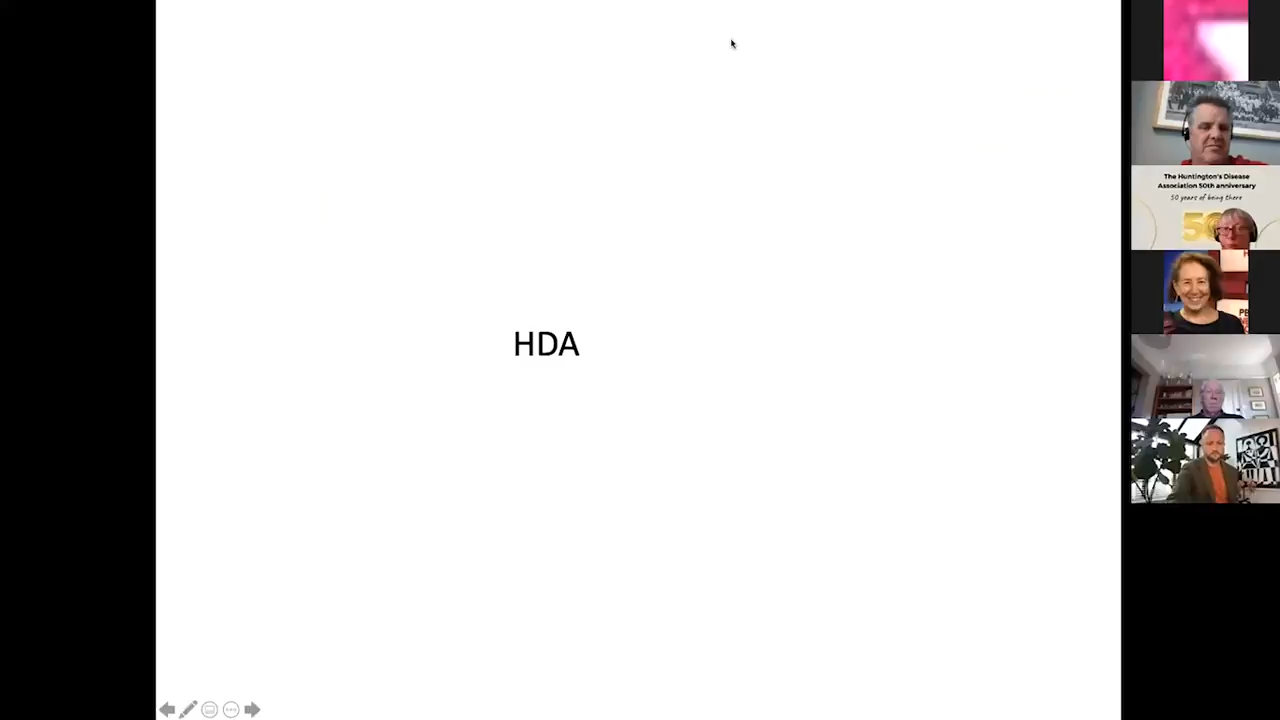 HDA
The Huntington's Disease
Association 50th anniversary
50 years of being there